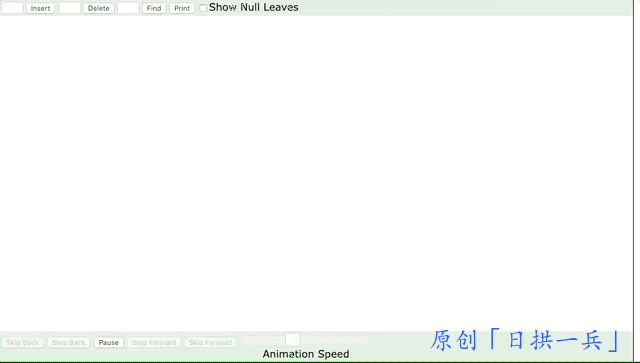 Insert Delete Find Print Show Null Leaves
Skip Back Step Back Pause Step Forward Skip Forward
Animation Speed
原创「日拱一兵」